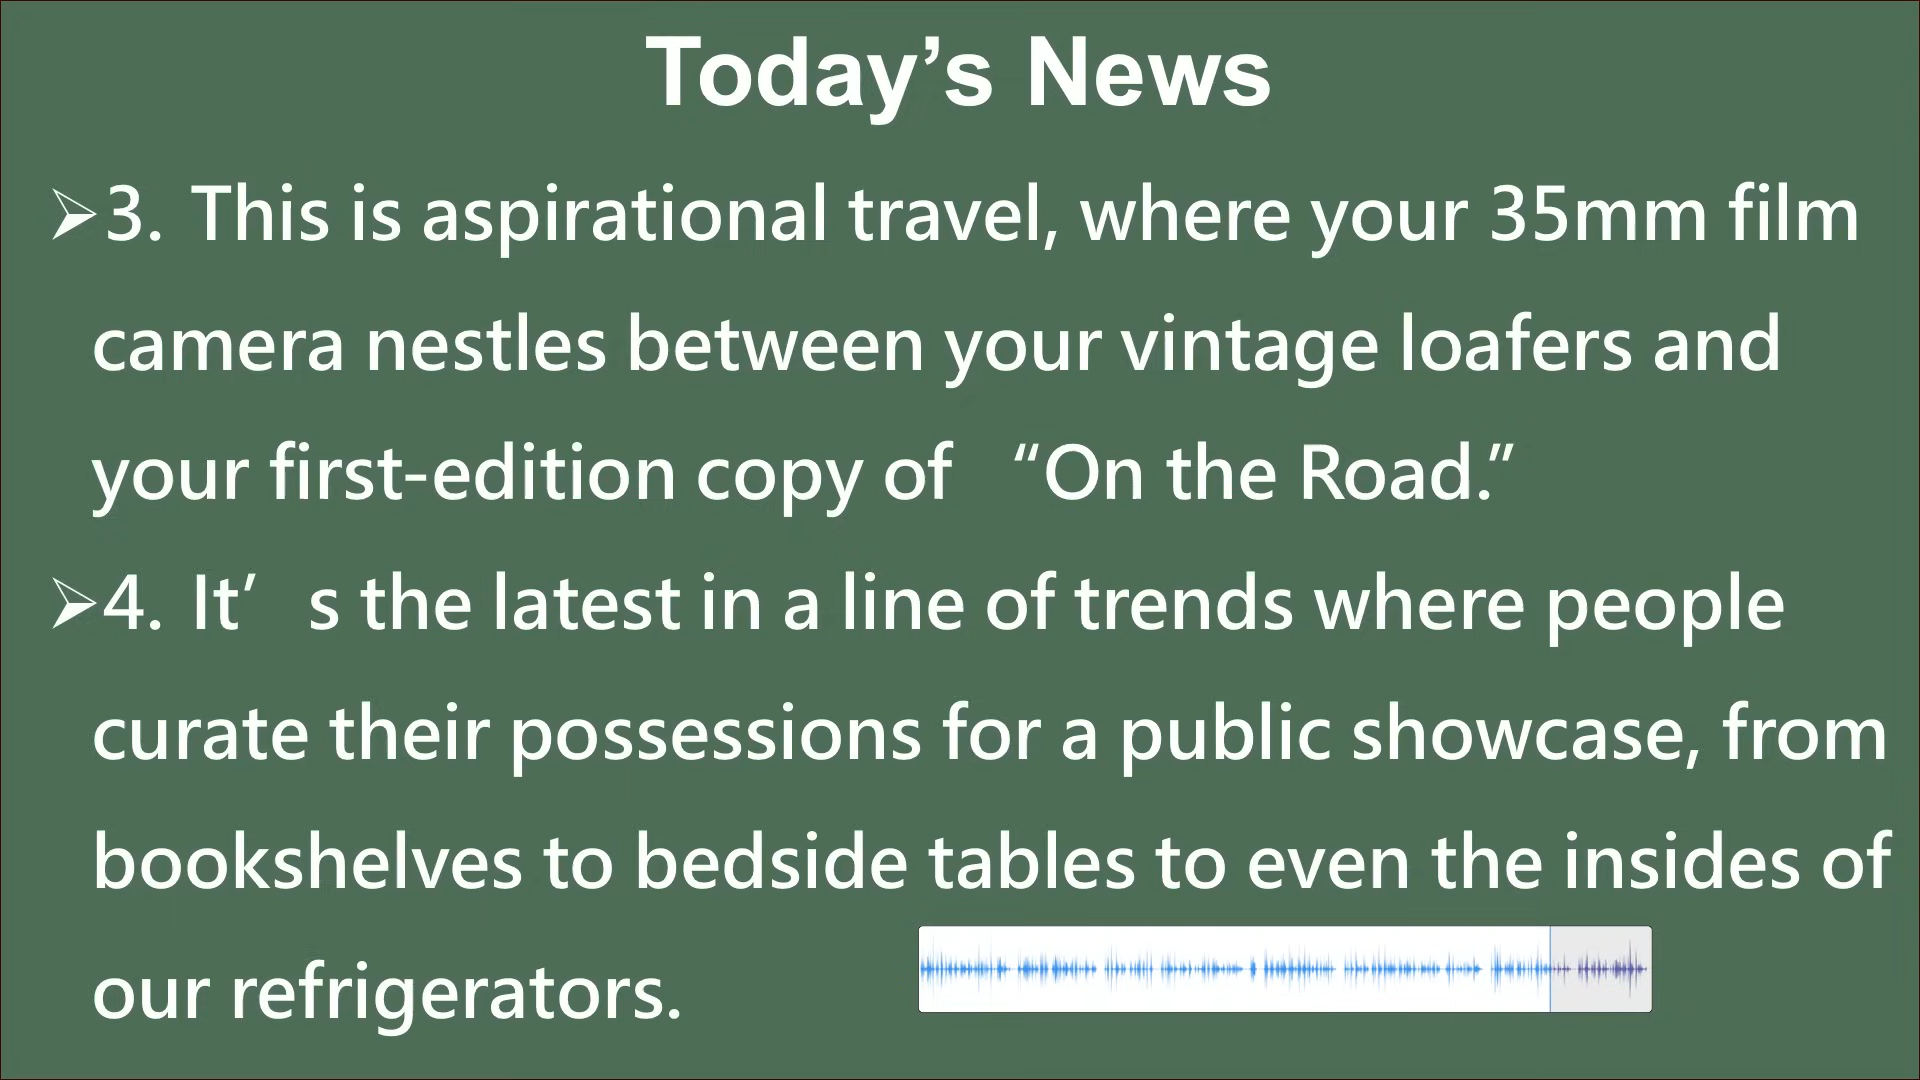 Today’s News
➢3. This is aspirational travel, where your 35mm film
camera nestles between your vintage loafers and
your first-edition copy of “On the Road.”
➢4. It’ s the latest in a line of trends where people
curate their possessions for a public showcase, from
bookshelves to bedside tables to even the insides of
our refrigerators.